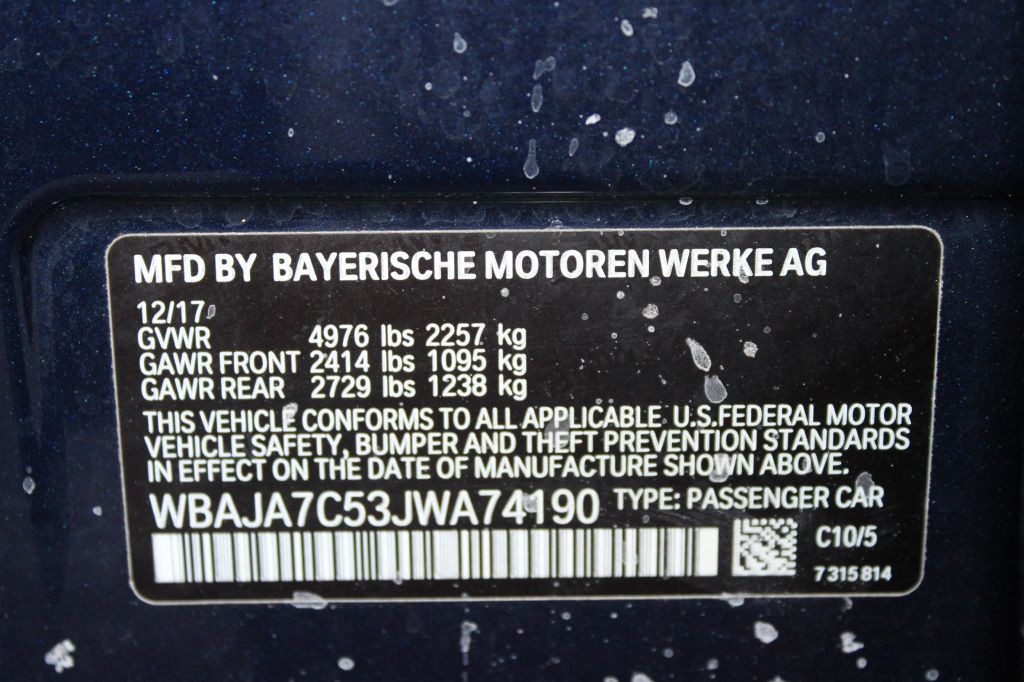 MFD BY BAYERISCHE MOTOREN WERKE AG
12/17
GVWR 4976 lbs 2257 kg
GAWR FRONT 2414 lbs 1095 kg
GAWR REAR 2729 lbs 1238 kg
THIS VEHICLE CONFORMS TO ALL APPLICABLE U.S.FEDERAL MOTOR
VEHICLE SAFETY, BUMPER AND THEFT PREVENTION STANDARDS
IN EFFECT ON THE DATE OF MANUFACTURE SHOWN ABOVE.
WBAJA7C53JWA74190 TYPE: PASSENGER CAR
C10/5
7 315 814